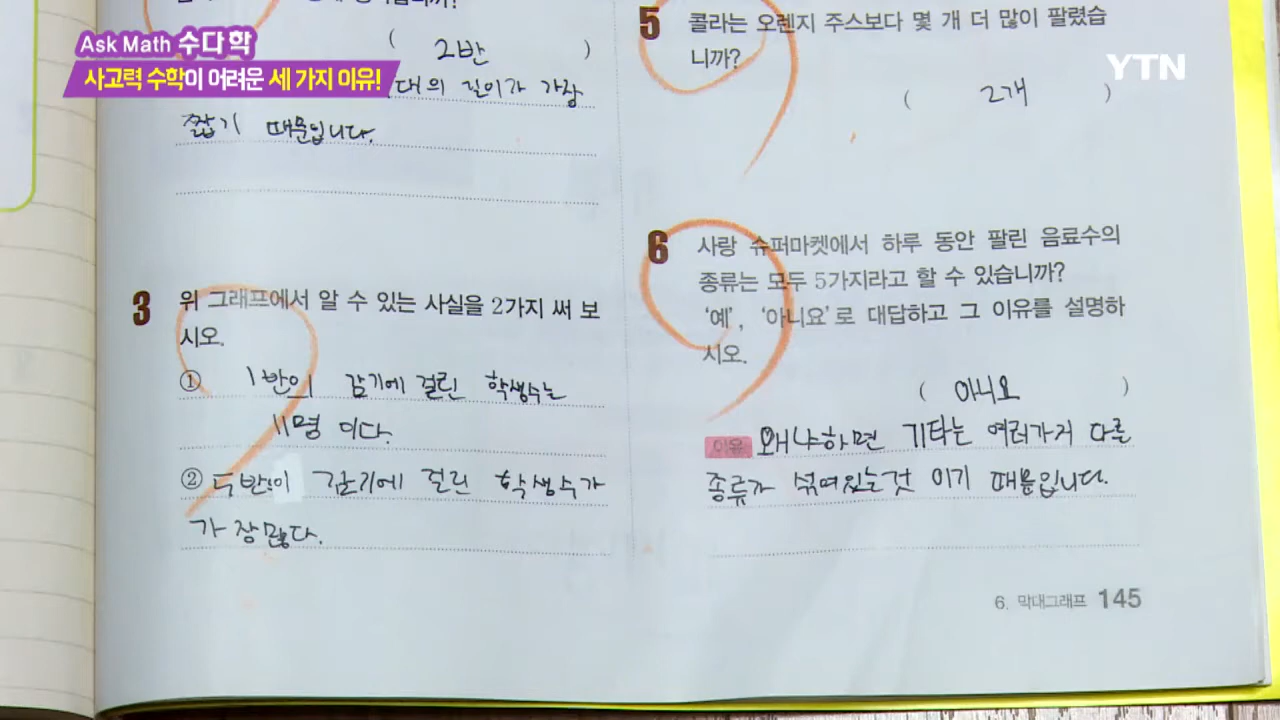 Ask Math 수다학
사고력 수학이 어려운 세 가지 이유!
YTN
( 2반 )
대의 길이가 가장
짧기 때문입니다.
3 위 그래프에서 알 수 있는 사실을 2가지 써 보
시오.
① 1반의 감기에 걸린 학생수는
11명 이다.
② 5반이 감기에 걸린 학생수가
가장많다.
5 콜라는 오렌지 주스보다 몇 개 더 많이 팔렸습
니까?
( 2개 )
6 사랑 슈퍼마켓에서 하루 동안 팔린 음료수의
종류는 모두 5가지라고 할 수 있습니까?
‘예’, ‘아니요’로 대답하고 그 이유를 설명하
시오.
( 아니오 )
이유 왜냐하면 기타는 여러가지 다른
종류가 섞여있는것 이기 때문입니다.
6. 막대그래프 145